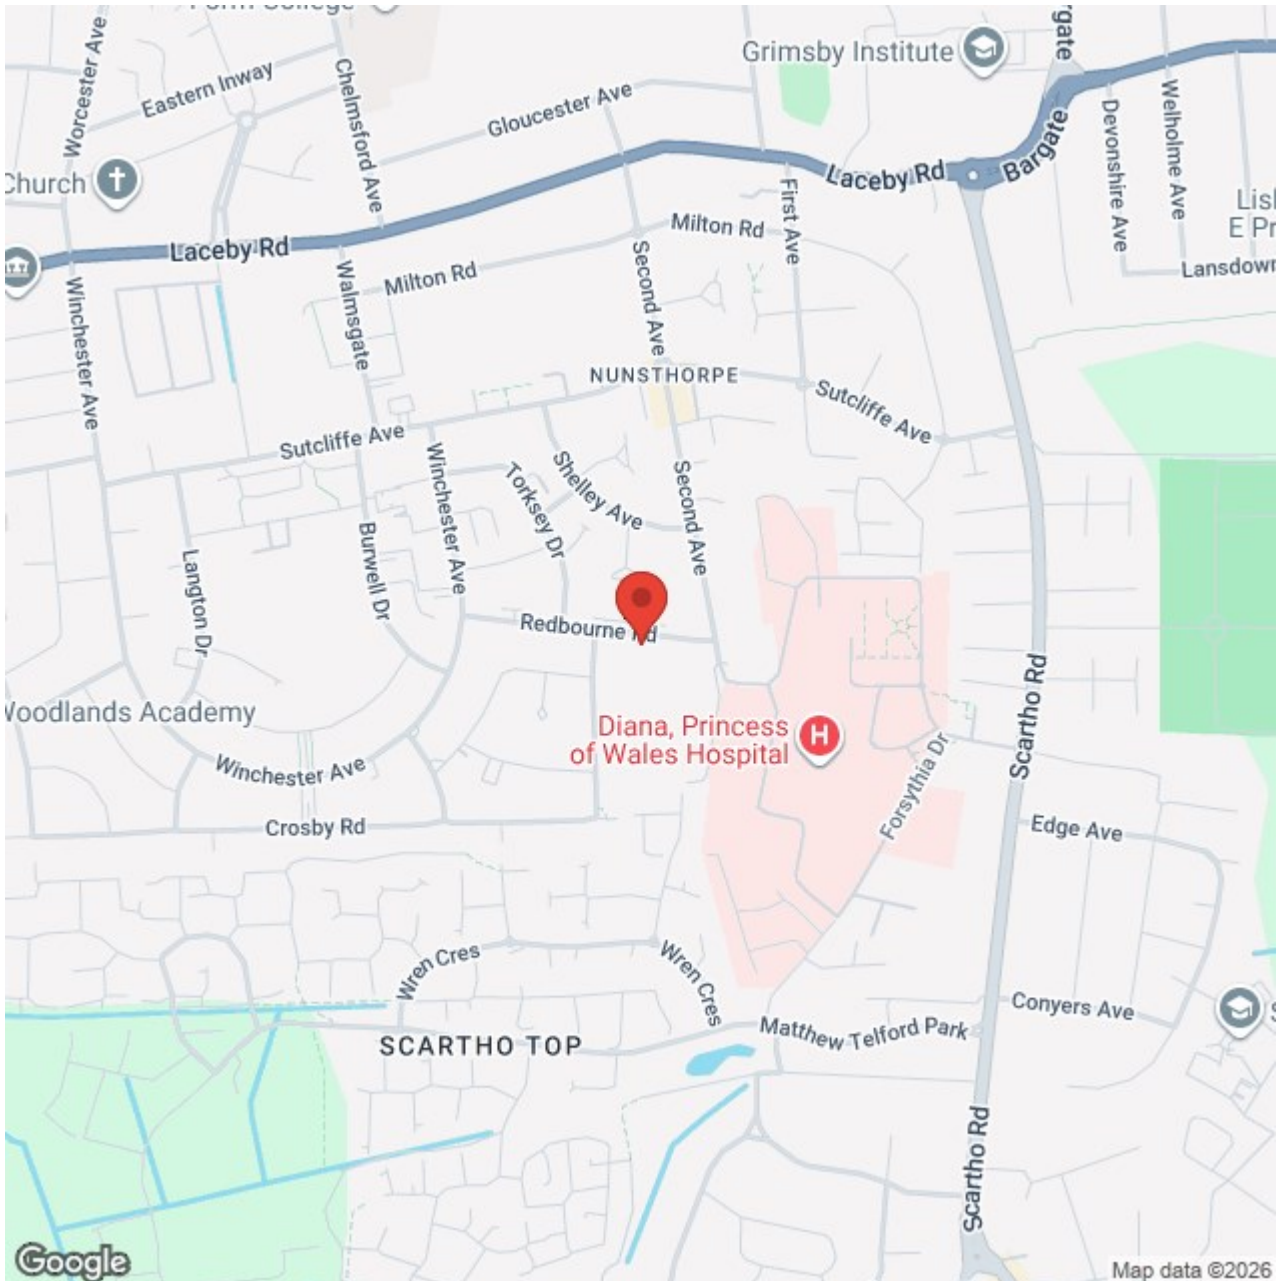 Form College
Grimsby Institute
Bargate
Worcester Ave
Eastern Inway
Chelmsford Ave
Gloucester Ave
Laceby Rd
Bargate
Devonshire Ave
Welholme Ave
Church
First Ave
Milton Rd
Laceby Rd
Milton Rd
Second Ave
E Pr
Lansdown
Walmsgate
Winchester Ave
NUNSTHORPE
Sutcliffe Ave
Sutcliffe Ave
Winchester Ave
Torksey Dr
Shelley Ave
Second Ave
Burwell Dr
Langton Dr
Redbourne Rd
Scartho Rd
Woodlands Academy
Diana, Princess
of Wales Hospital
Winchester Ave
Forsythia Dr
Crosby Rd
Edge Ave
Wren Cres
Wren Cres
Conyers Ave
Matthew Telford Park
SCARTHO TOP
Scartho Rd
Google
Map data ©2026